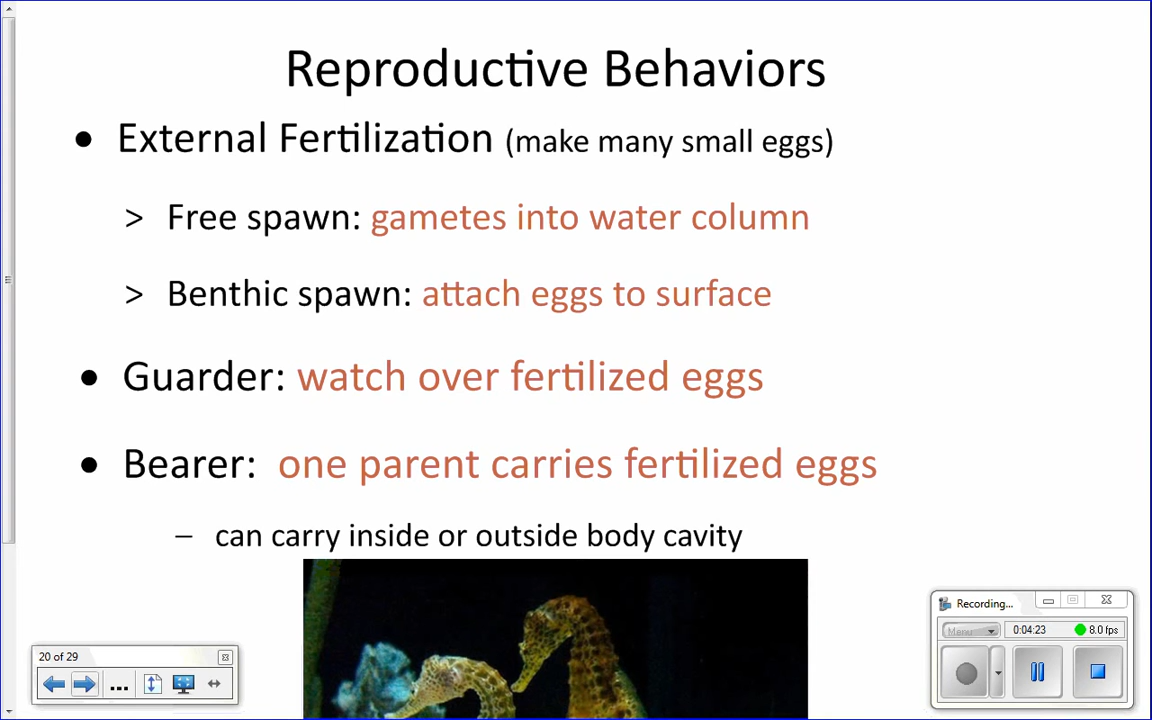 Reproductive Behaviors
• External Fertilization (make many small eggs)
> Free spawn: gametes into water column
> Benthic spawn: attach eggs to surface
• Guarder: watch over fertilized eggs
• Bearer: one parent carries fertilized eggs
– can carry inside or outside body cavity
Recording...
Menu
0:04:23
8.0 fps
20 of 29
...